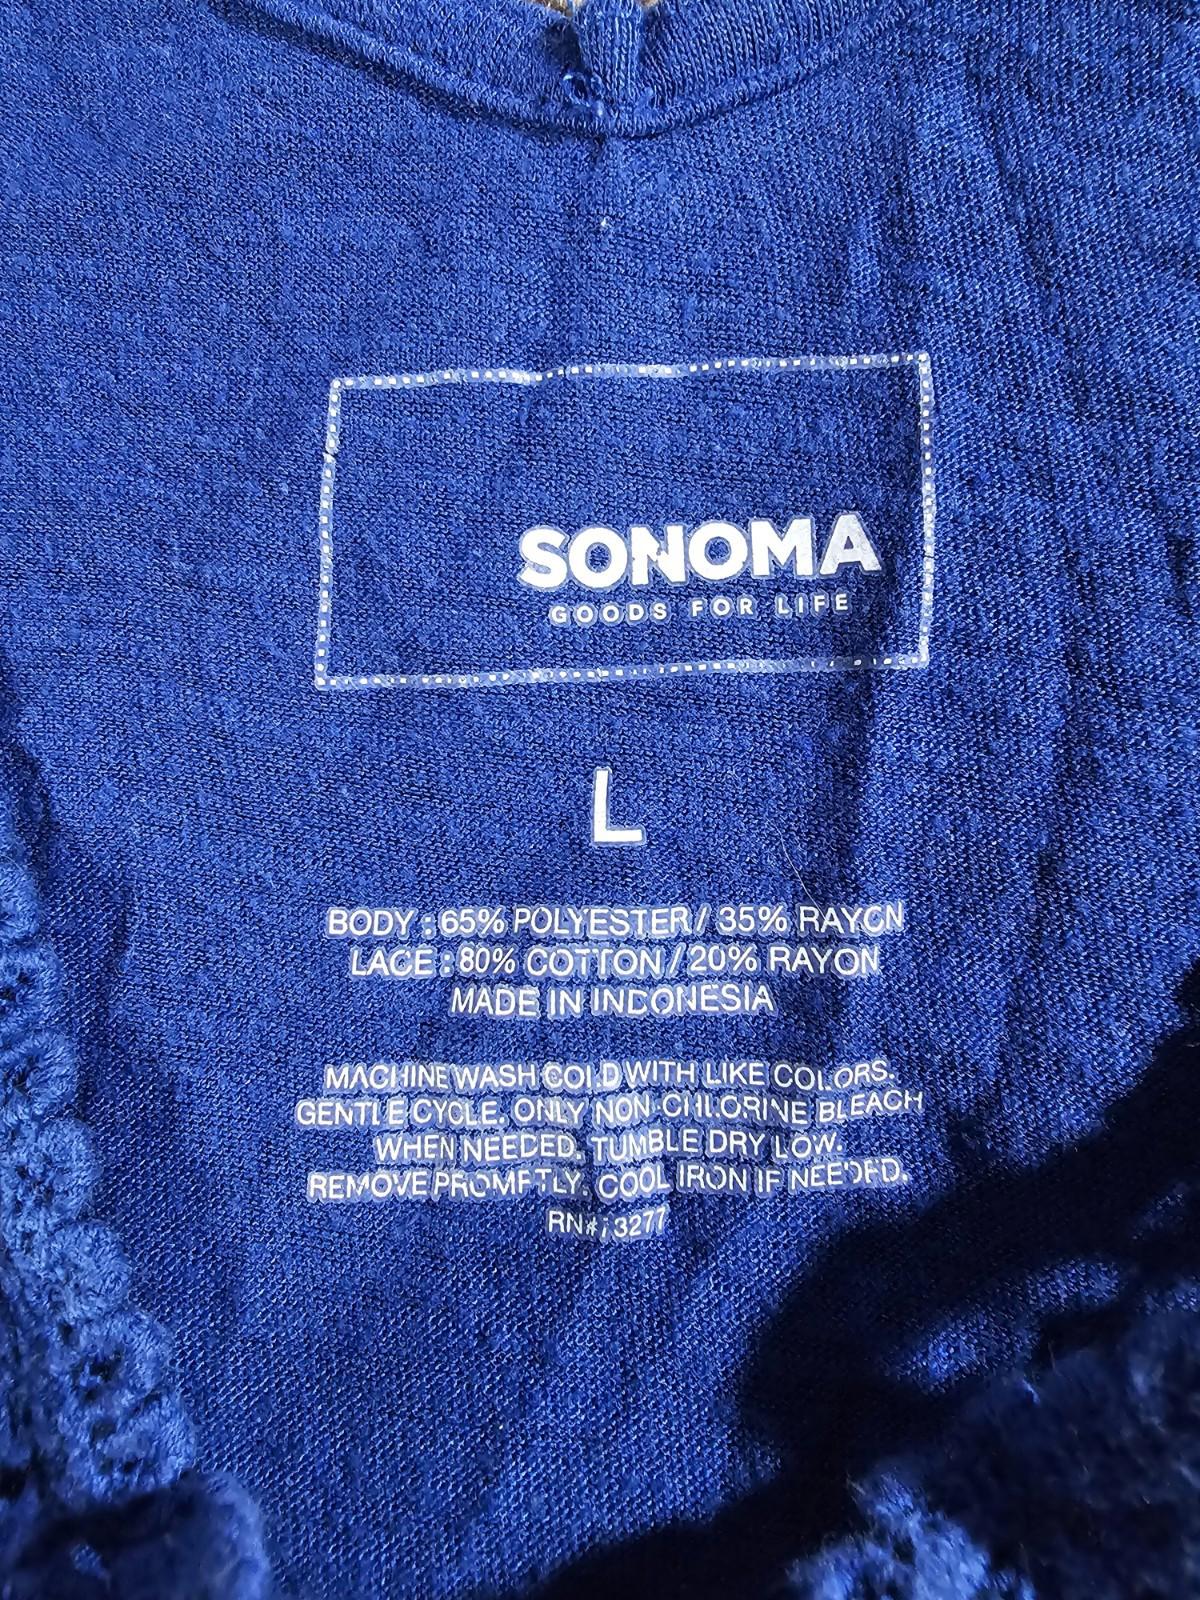 SONOMA
GOODS FOR LIFE
L
BODY : 65% POLYESTER / 35% RAYON
LACE : 80% COTTON / 20% RAYON
MADE IN INDONESIA
MACHINE WASH COLD WITH LIKE COLORS.
GENTLE CYCLE. ONLY NON-CHLORINE BLEACH
WHEN NEEDED. TUMBLE DRY LOW.
REMOVE PROMPTLY. COOL IRON IF NEEDED.